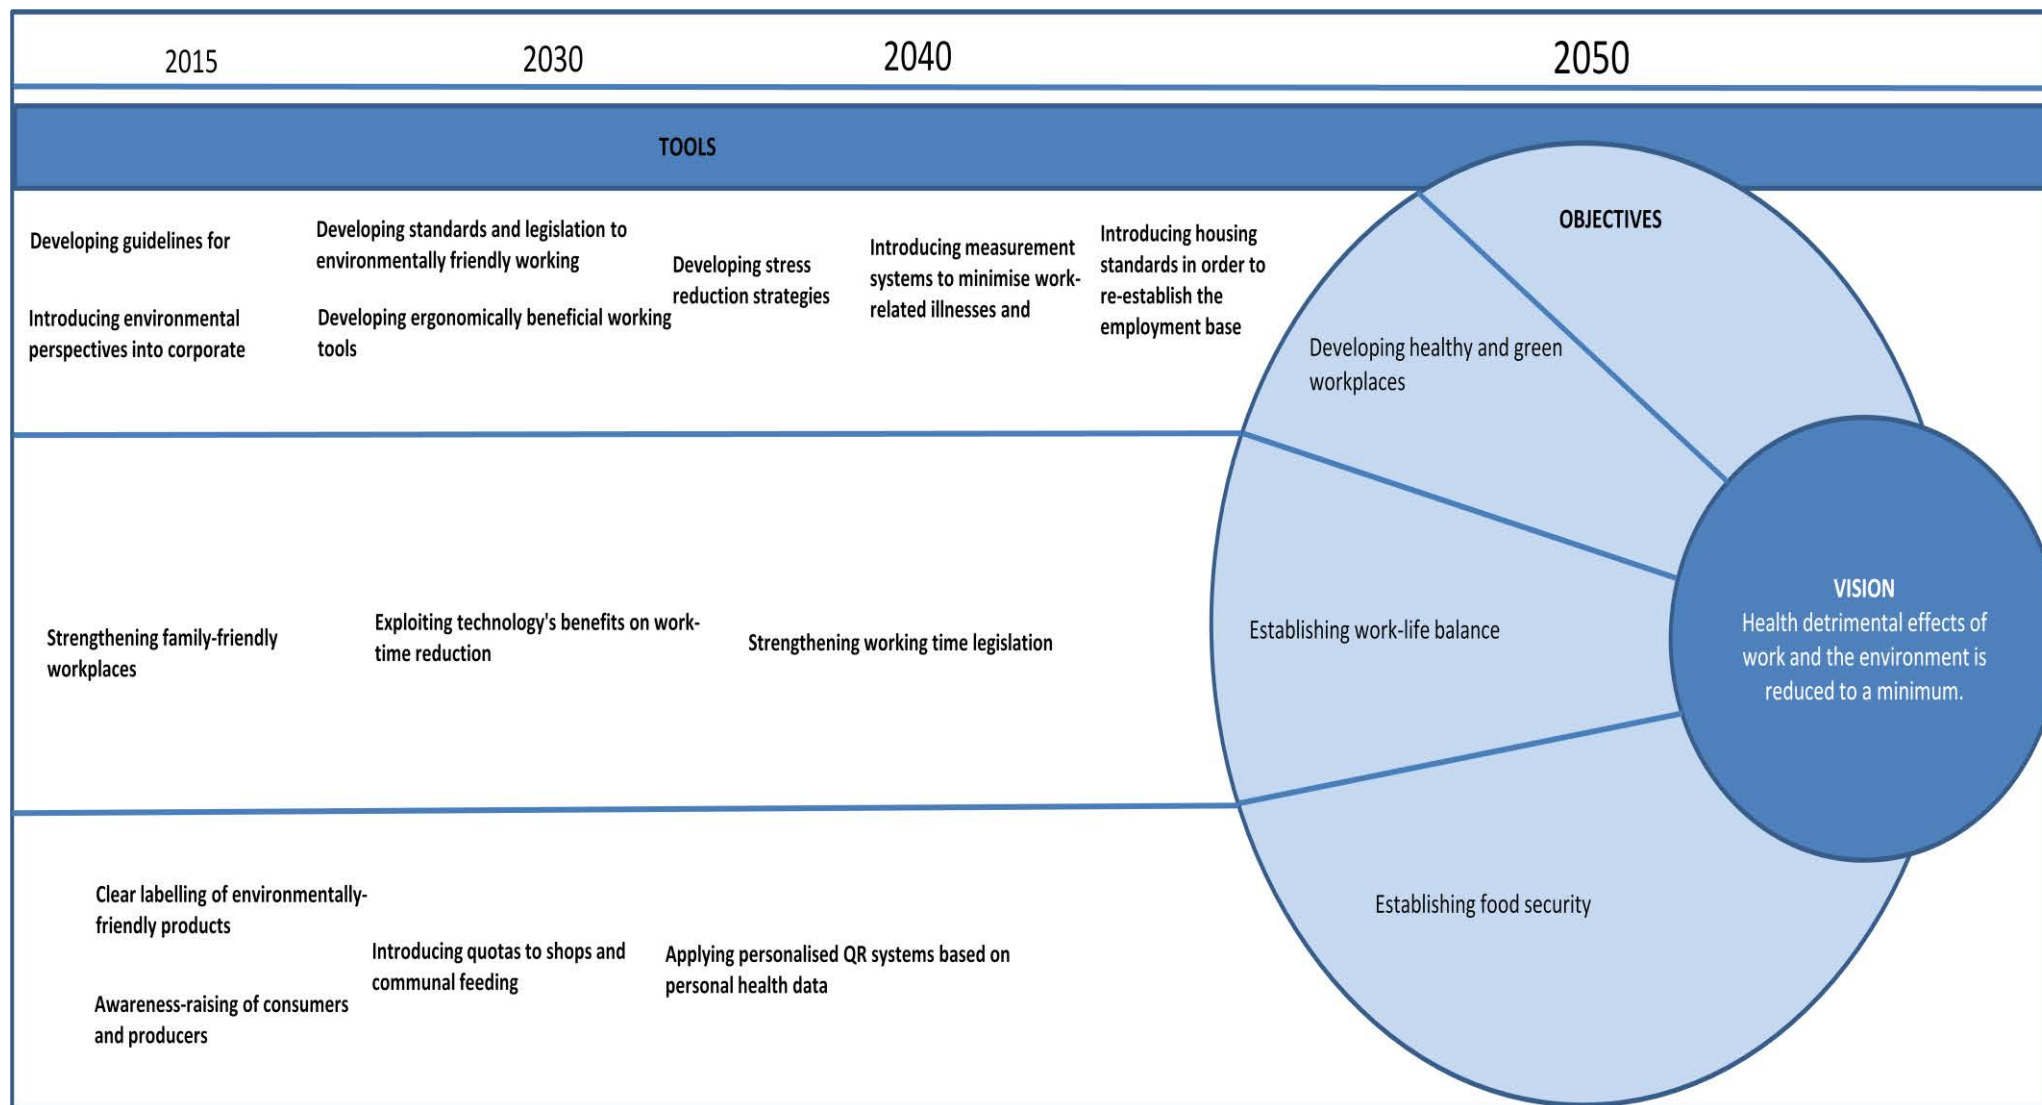 2015
2030
2040
2050
TOOLS
OBJECTIVES
Developing guidelines for
Introducing environmental
perspectives into corporate
Developing standards and legislation to
environmentally friendly working
Developing ergonomically beneficial working
tools
Developing stress
reduction strategies
Introducing measurement
systems to minimise work-
related illnesses and
Introducing housing
standards in order to
re-establish the
employment base
Developing healthy and green
workplaces
Strengthening family-friendly
workplaces
Exploiting technology's benefits on work-
time reduction
Strengthening working time legislation
Establishing work-life balance
VISION
Health detrimental effects of
work and the environment is
reduced to a minimum.
Clear labelling of environmentally-
friendly products
Awareness-raising of consumers
and producers
Introducing quotas to shops and
communal feeding
Applying personalised QR systems based on
personal health data
Establishing food security